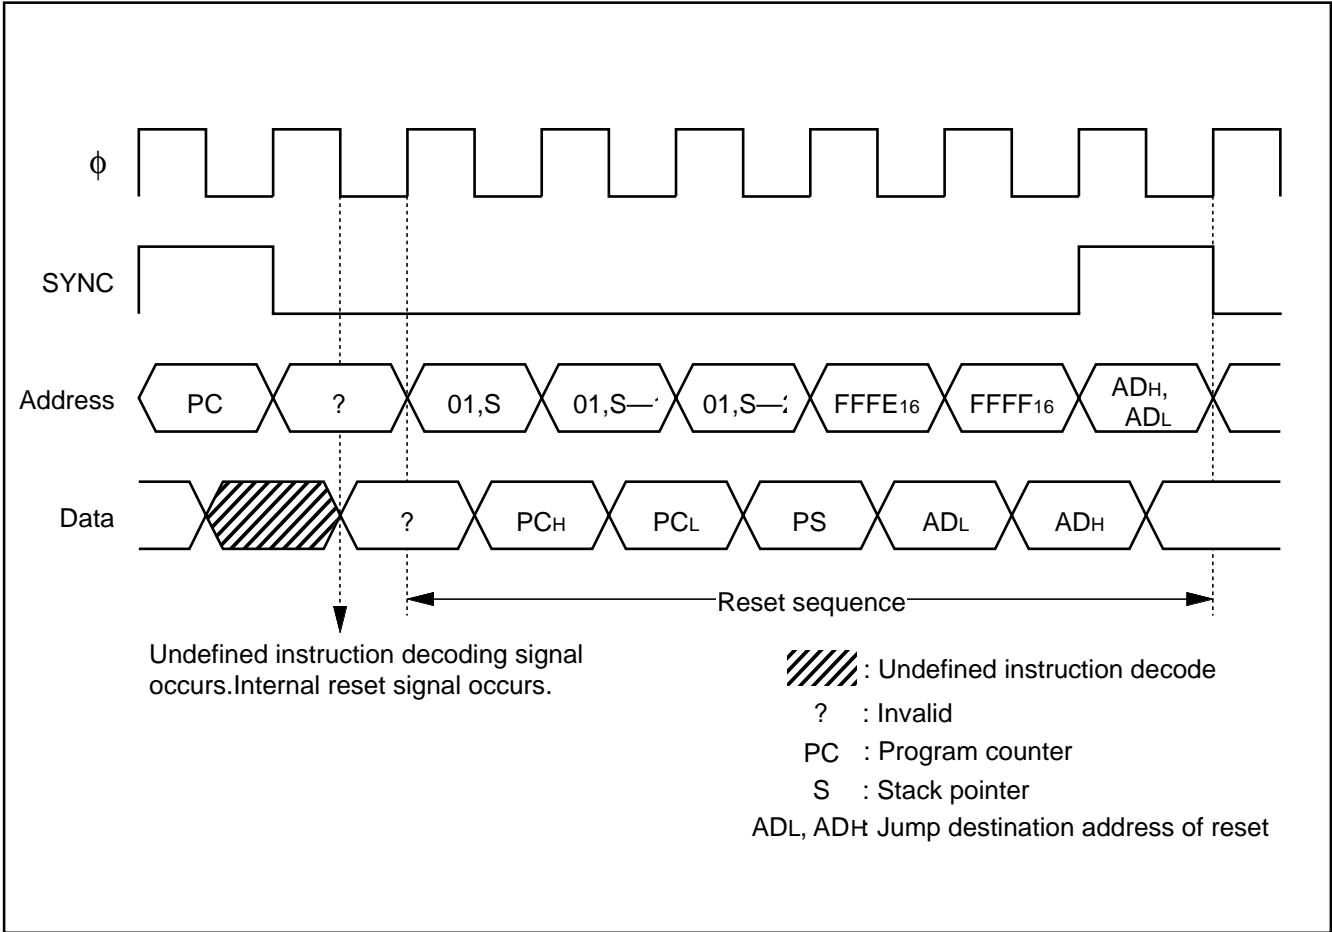 ϕ
SYNC
Address PC ? 01,S 01,S— 01,S— FFFE16 FFFF16 ADH,
ADL
Data ? PCH PCL PS ADL ADH
Reset sequence
Undefined instruction decoding signal
occurs.Internal reset signal occurs.
: Undefined instruction decode
? : Invalid
PC : Program counter
S : Stack pointer
ADL, ADH: Jump destination address of reset